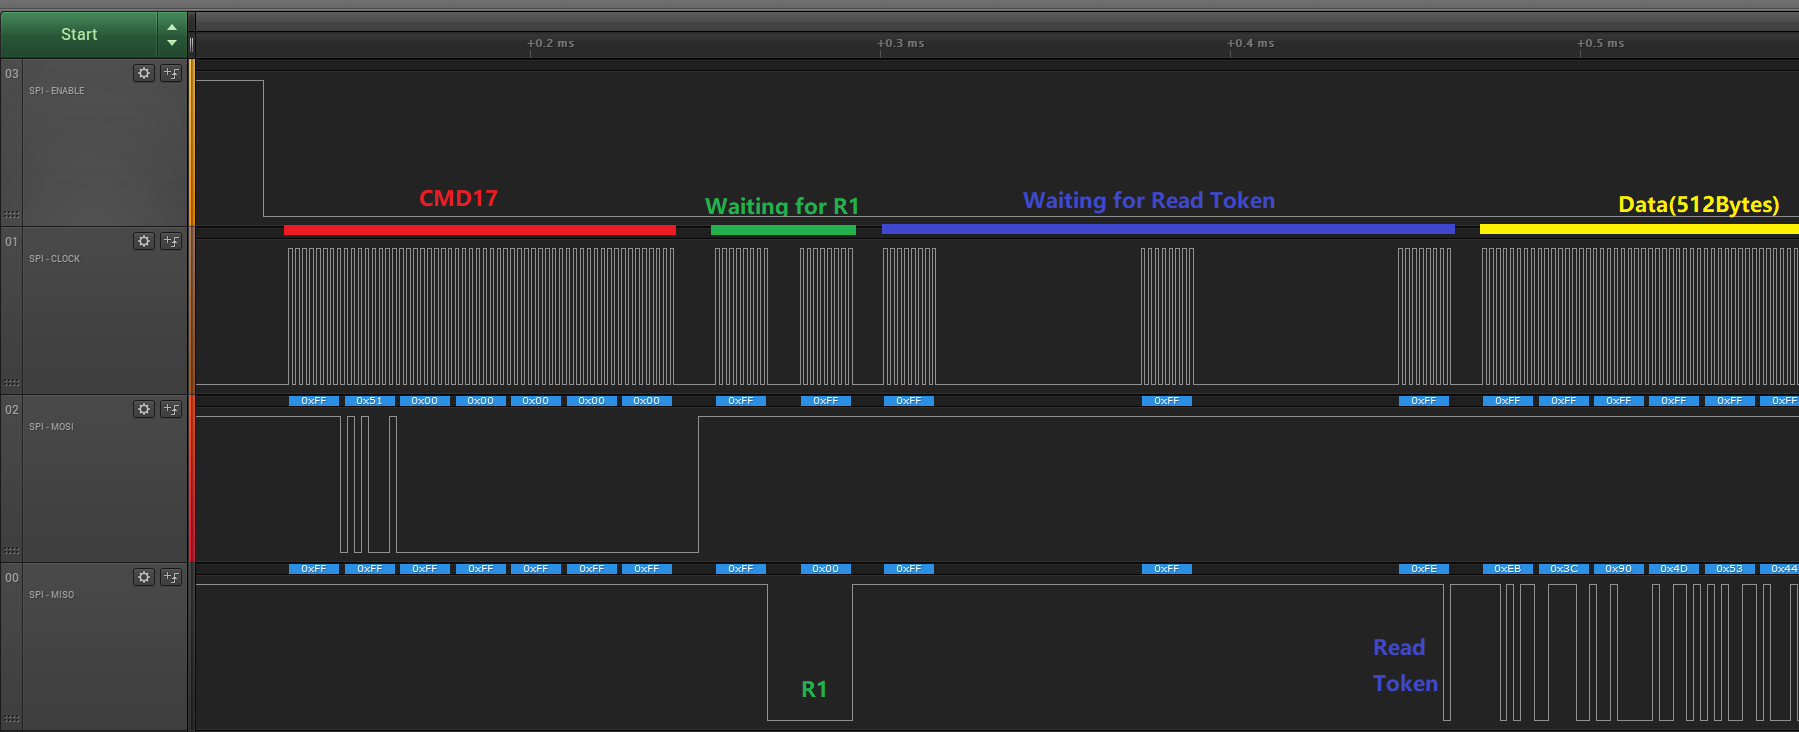 Start
+0.2 ms +0.3 ms +0.4 ms +0.5 ms
03
SPI - ENABLE
CMD17 Waiting for R1 Waiting for Read Token Data(512Bytes)
01
SPI - CLOCK
02
0xFF 0x51 0x00 0x00 0x00 0x00 0x00 0xFF 0xFF 0xFF 0xFF 0xFF 0xFF 0xFF 0xFF 0xFF 0xFF 0xFF
SPI - MOSI
00
0xFF 0xFF 0xFF 0xFF 0xFF 0xFF 0xFF 0xFF 0x00 0xFF 0xFF 0xFE 0xEB 0x3C 0x90 0x4D 0x53 0x44
SPI - MISO
R1
Read
Token